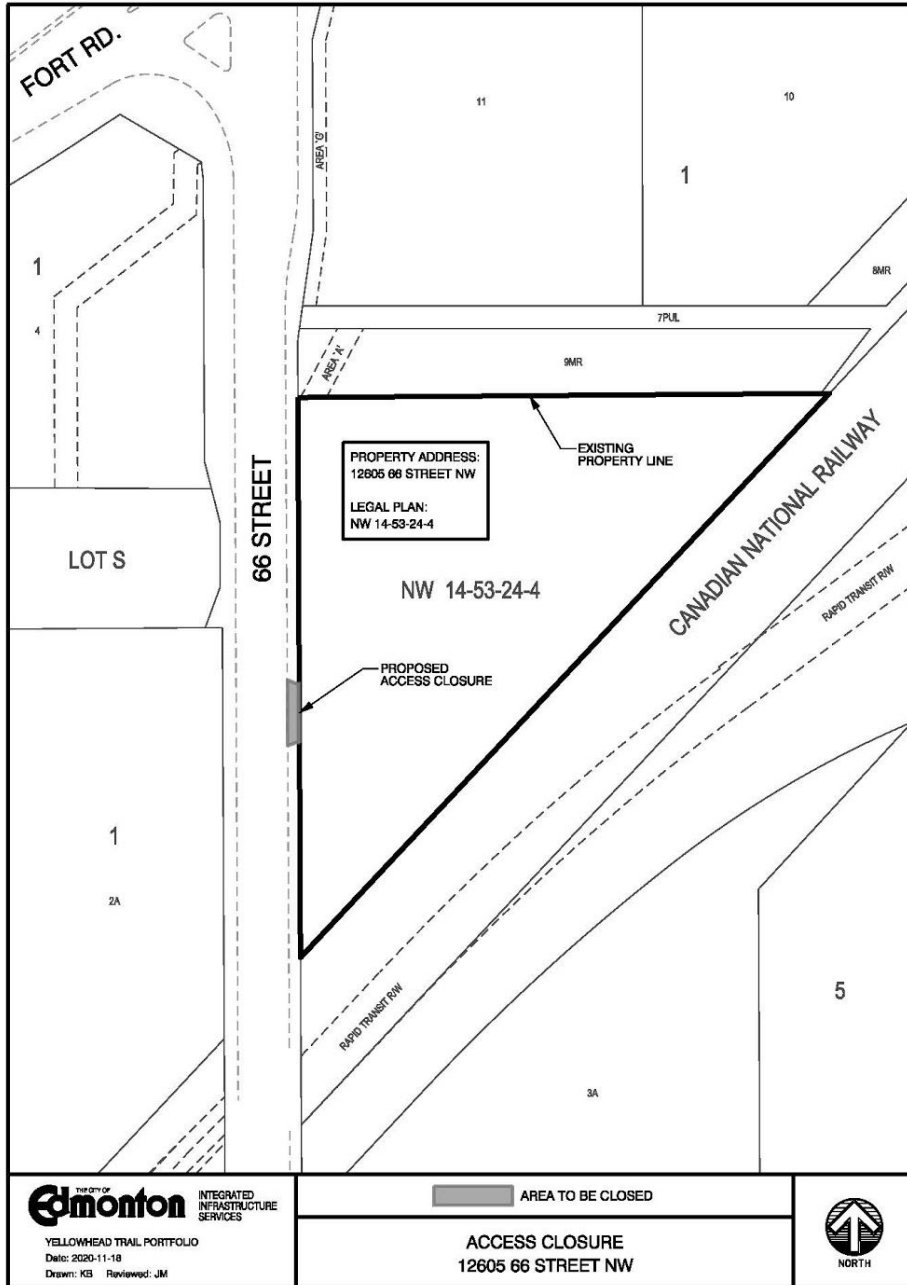 FORT RD.
AREA 'G'
11
10
1
8MR
1
4
7PUL
AREA 'A'
9MR
EXISTING
PROPERTY LINE
PROPERTY ADDRESS:
12605 66 STREET NW
LEGAL PLAN:
NW 14-53-24-4
66 STREET
CANADIAN NATIONAL RAILWAY
LOT S
NW 14-53-24-4
RAPID TRANSIT R/W
PROPOSED
ACCESS CLOSURE
1
2A
5
RAPID TRANSIT R/W
3A
THE CITY OF
Edmonton
INTEGRATED
INFRASTRUCTURE
SERVICES
YELLOWHEAD TRAIL PORTFOLIO
Date: 2020-11-18
Drawn: KB Reviewed: JM
AREA TO BE CLOSED
ACCESS CLOSURE
12605 66 STREET NW
NORTH